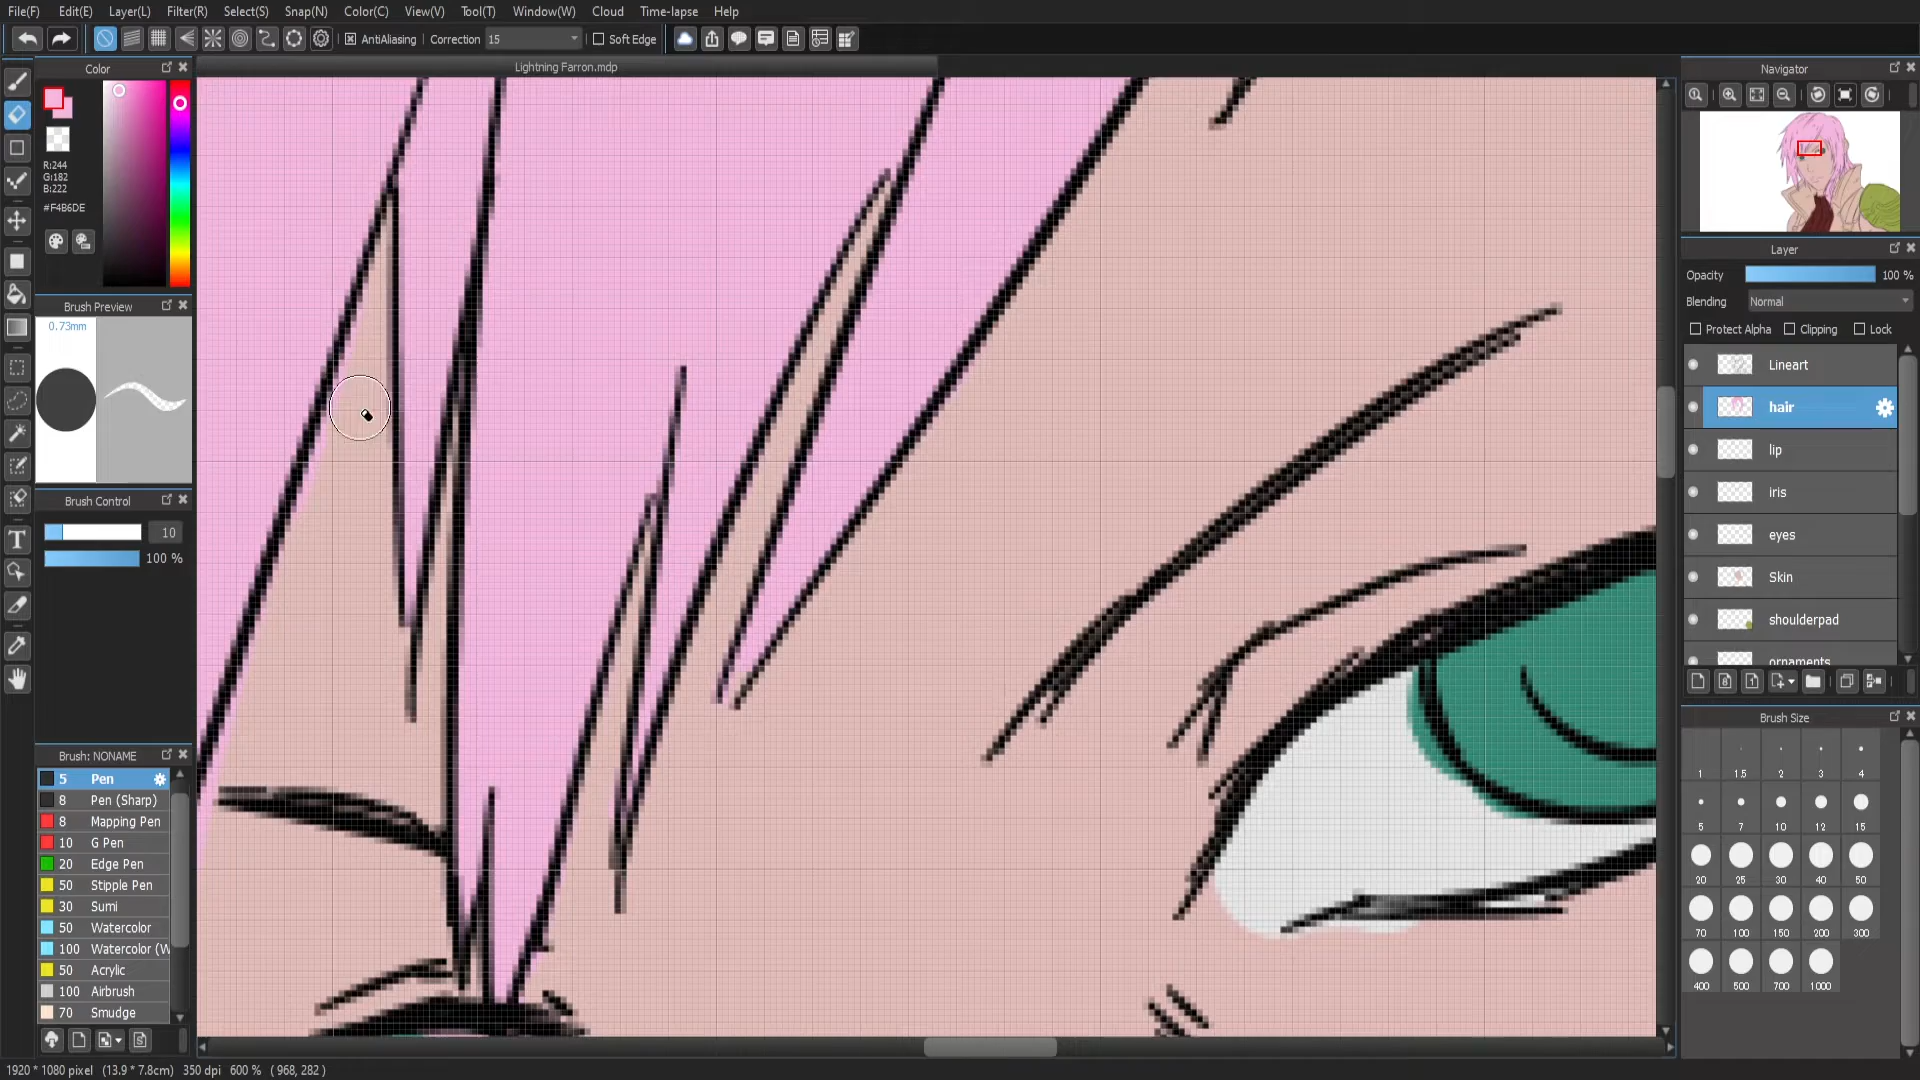 File(F) Edit(E) Layer(L) Filter(R) Select(S) Snap(N) Color(C) View(V) Tool(T) Window(W) Cloud Time-lapse Help
AntiAliasing Correction 15 Soft Edge
Lightning Farron.mdp
Color
R:244
G:182
B:222
#F4B6DE
Brush Preview
0.73mm
Brush Control
10
100 %
Brush: NONAME
5 Pen
8 Pen (Sharp)
8 Mapping Pen
10 G Pen
20 Edge Pen
50 Stipple Pen
30 Sumi
50 Watercolor
100 Watercolor (W
50 Acrylic
100 Airbrush
70 Smudge
Navigator
Layer
Opacity 100 %
Blending Normal
Protect Alpha Clipping Lock
Lineart
hair
lip
iris
eyes
Skin
shoulderpad
ornaments
Brush Size
1 1.5 2 3 4
5 7 10 12 15
20 25 30 40 50
70 100 150 200 300
400 500 700 1000
1920 * 1080 pixel (13.9 * 7.8cm) 350 dpi 600 % ( 968, 282 )